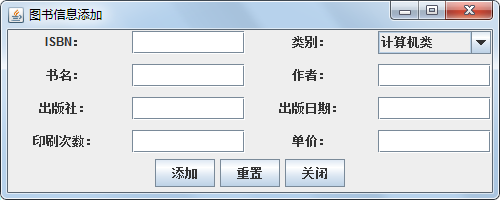 图书信息添加
ISBN： 类别： 计算机类
书名： 作者：
出版社： 出版日期：
印刷次数： 单价：
添加 重置 关闭